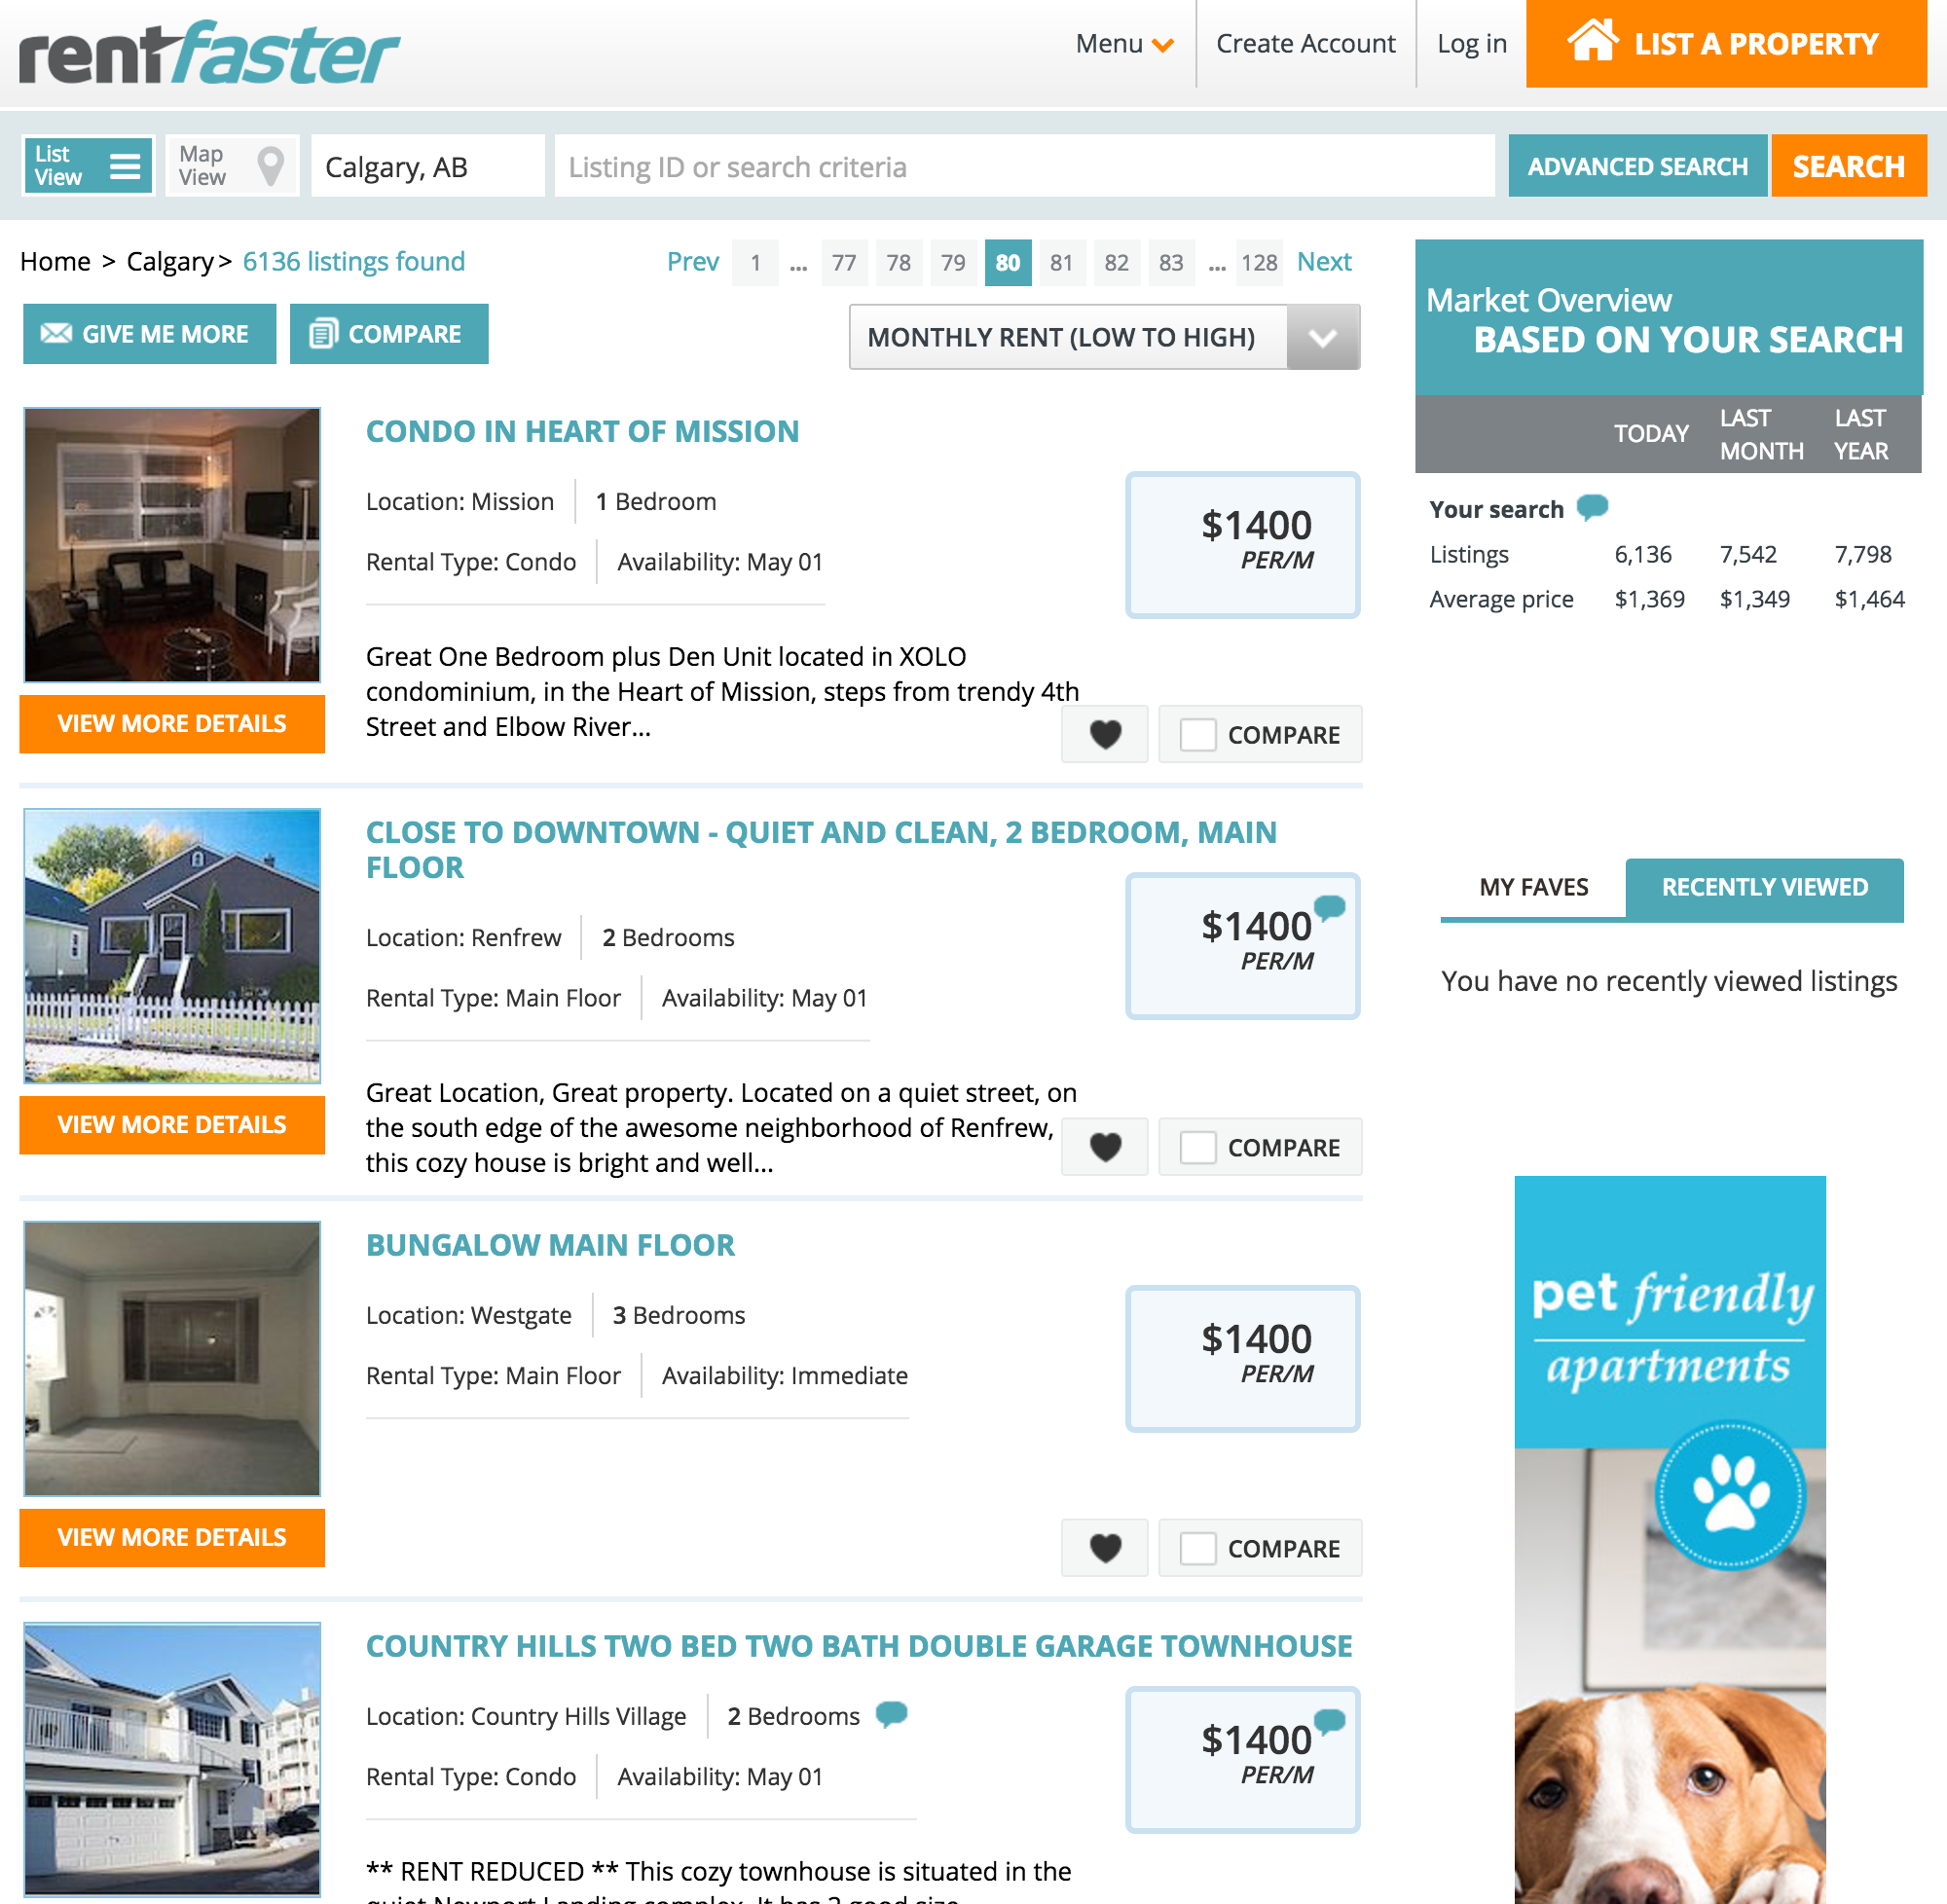 rentfaster
Menu
Create Account
Log in
LIST A PROPERTY
List
View
Map
View
Calgary, AB
Listing ID or search criteria
ADVANCED SEARCH
SEARCH
Home > Calgary > 6136 listings found
Prev 1 ... 77 78 79 80 81 82 83 ... 128 Next
GIVE ME MORE
COMPARE
MONTHLY RENT (LOW TO HIGH)
CONDO IN HEART OF MISSION
Location: Mission
1 Bedroom
Rental Type: Condo
Availability: May 01
$1400
PER/M
Great One Bedroom plus Den Unit located in XOLO
condominium, in the Heart of Mission, steps from trendy 4th
Street and Elbow River...
VIEW MORE DETAILS
COMPARE
CLOSE TO DOWNTOWN - QUIET AND CLEAN, 2 BEDROOM, MAIN
FLOOR
Location: Renfrew
2 Bedrooms
Rental Type: Main Floor
Availability: May 01
$1400
PER/M
Great Location, Great property. Located on a quiet street, on
the south edge of the awesome neighborhood of Renfrew,
this cozy house is bright and well...
VIEW MORE DETAILS
COMPARE
BUNGALOW MAIN FLOOR
Location: Westgate
3 Bedrooms
Rental Type: Main Floor
Availability: Immediate
$1400
PER/M
VIEW MORE DETAILS
COMPARE
COUNTRY HILLS TWO BED TWO BATH DOUBLE GARAGE TOWNHOUSE
Location: Country Hills Village
2 Bedrooms
Rental Type: Condo
Availability: May 01
$1400
PER/M
** RENT REDUCED ** This cozy townhouse is situated in the
quiet Newport Landing complex. It has 2 good size
Market Overview
BASED ON YOUR SEARCH
TODAY
LAST
MONTH
LAST
YEAR
Your search
Listings 6,136 7,542 7,798
Average price $1,369 $1,349 $1,464
MY FAVES
RECENTLY VIEWED
You have no recently viewed listings
pet friendly
apartments